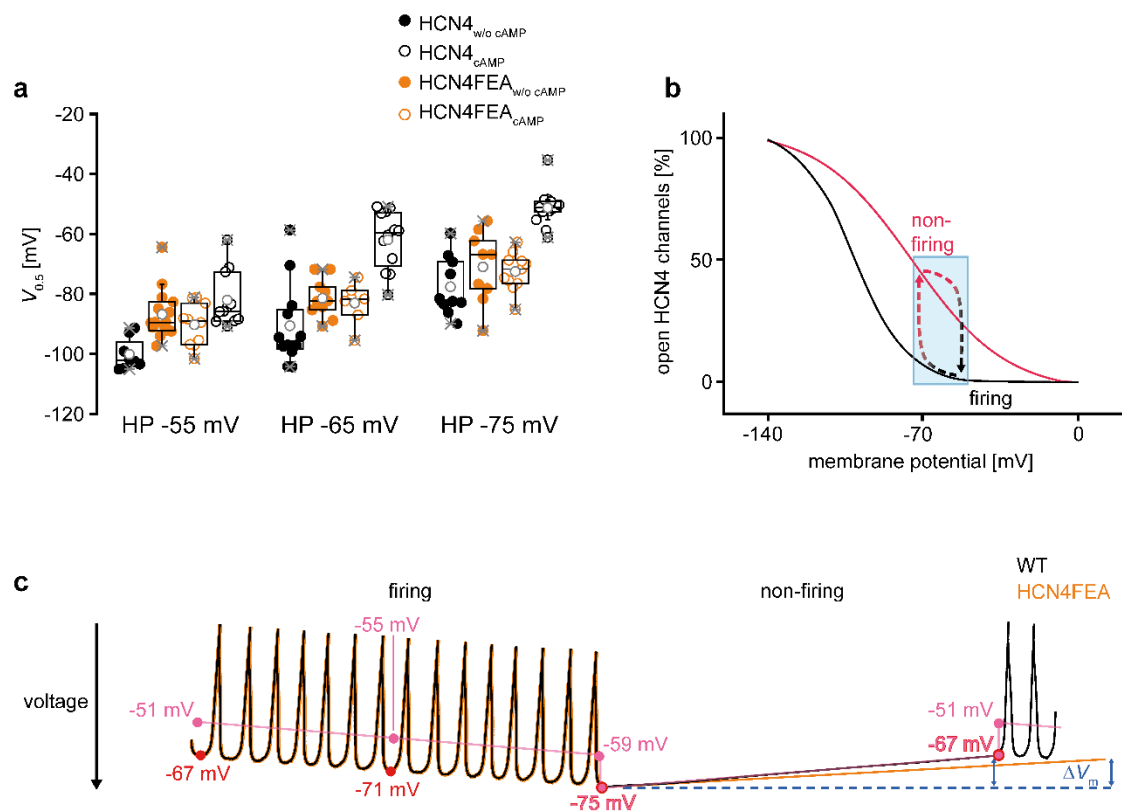 HCN4w/o cAMP
HCN4cAMP
HCN4FEAw/o cAMP
HCN4FEAcAMP
a
-20
-40
-60
-80
-100
-120
V0.5 [mV]
HP -55 mV
HP -65 mV
HP -75 mV
b
100
50
0
open HCN4 channels [%]
non-
firing
firing
-140
-70
0
membrane potential [mV]
c
firing
non-firing
WT
HCN4FEA
voltage
-55 mV
-51 mV
-59 mV
-67 mV
-71 mV
-75 mV
-51 mV
-67 mV
ΔVm